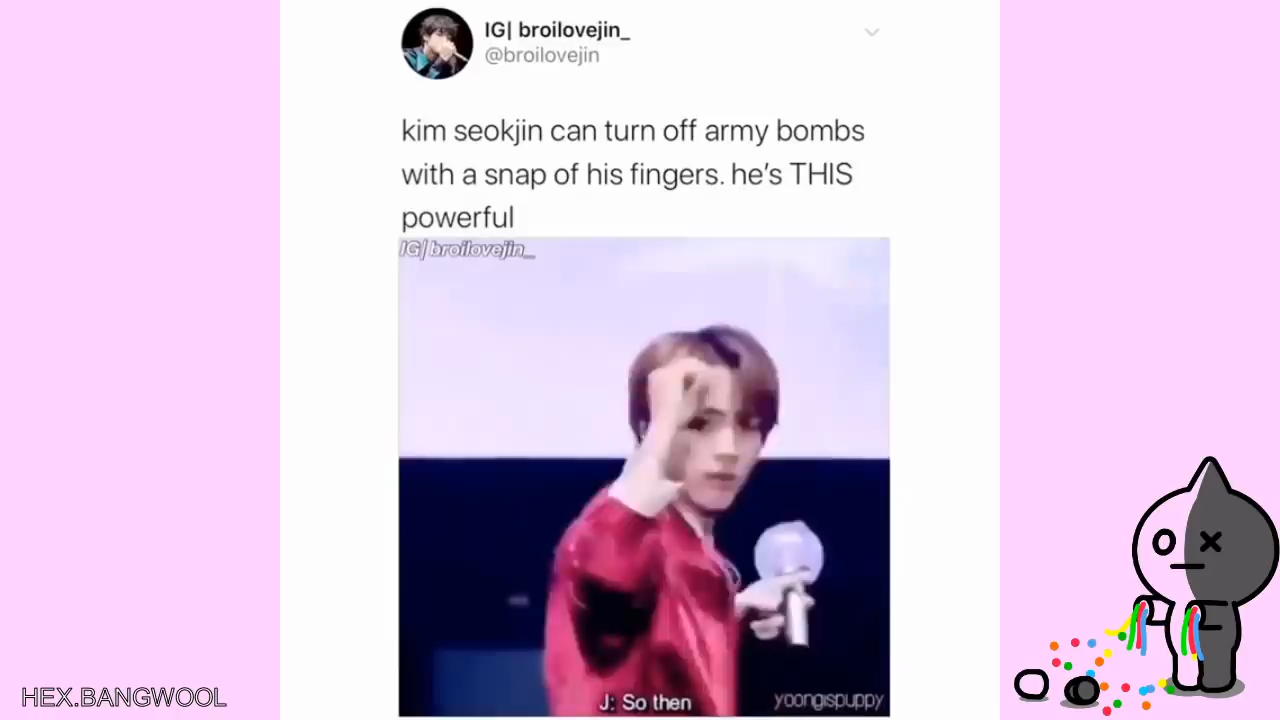 IG| broilovejin_
@broilovejin
kim seokjin can turn off army bombs
with a snap of his fingers. he's THIS
powerful
IG| broilovejin_
J: So then
yoongispuppy
HEX.BANGWOOL